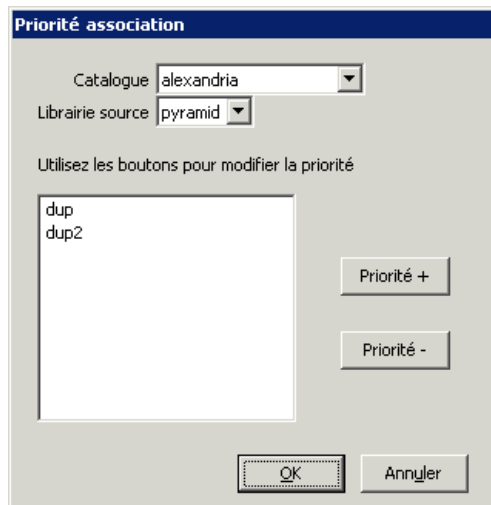 Priorité association
Catalogue alexandria
Librairie source pyramid
Utilisez les boutons pour modifier la priorité
dup
dup2
Priorité +
Priorité -
OK Annuler